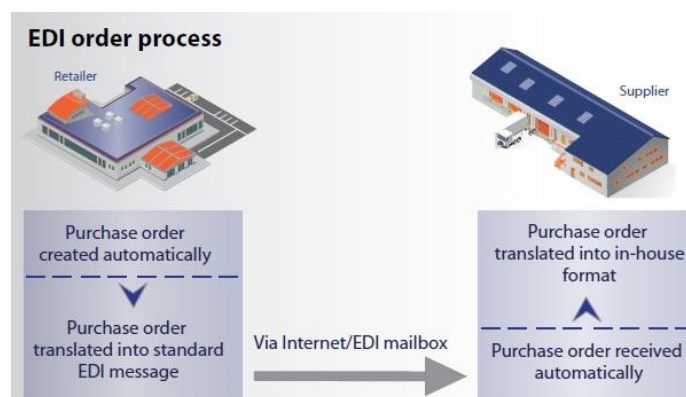 EDI order process
Retailer
Supplier
Purchase order
created automatically
Purchase order
translated into standard
EDI message
Via Internet/EDI mailbox
Purchase order
translated into in-house
format
Purchase order received
automatically